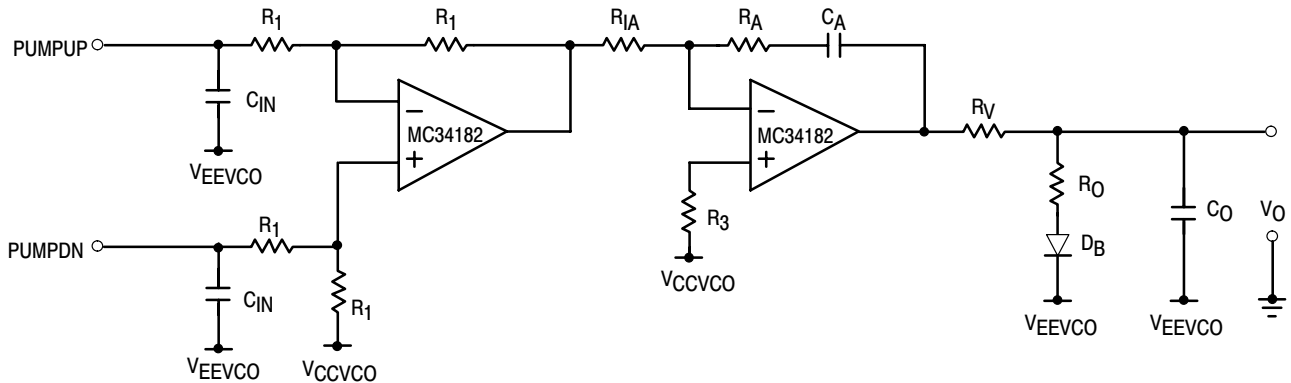 R1 R1 RIA RA CA
PUMPUP
CIN
MC34182
MC34182
RV
VEEVCO
RO
CO
VO
R1
R3
DB
PUMPDN
CIN
R1
VCCVCO
VEEVCO
VEEVCO
VEEVCO
VCCVCO